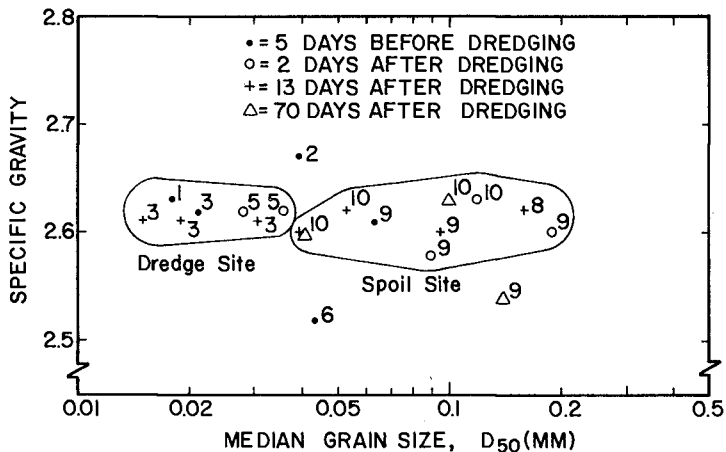 2.8
• = 5 DAYS BEFORE DREDGING
○ = 2 DAYS AFTER DREDGING
+ = 13 DAYS AFTER DREDGING
△ = 70 DAYS AFTER DREDGING
2.7
2
10 10 10 8
1 3 5 5 9
2.6
3 3 3 10 9 9 9
Dredge Site
Spoil Site
9
6
2.5
SPECIFIC GRAVITY
0.01 0.02 0.05 0.1 0.2 0.5
MEDIAN GRAIN SIZE, D50(MM)